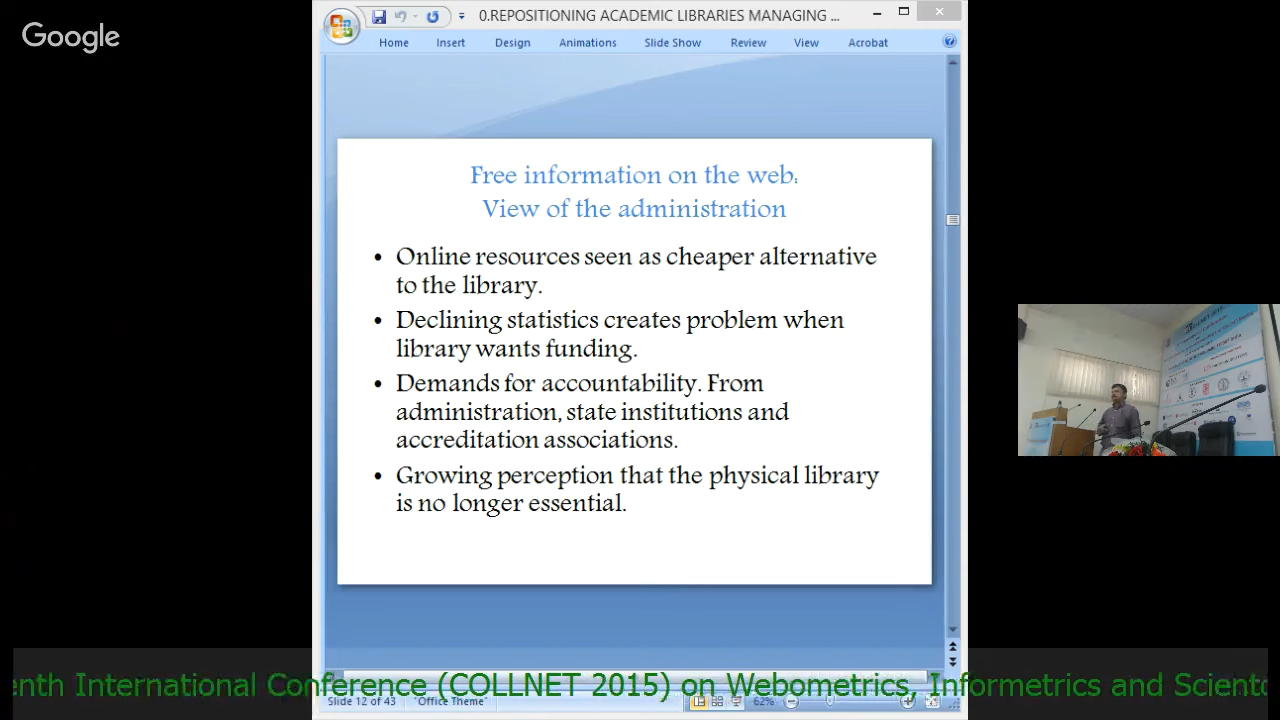 Google
0.REPOSITIONING ACADEMIC LIBRARIES MANAGING ...
Home Insert Design Animations Slide Show Review View Acrobat
Free information on the web:
View of the administration
• Online resources seen as cheaper alternative
to the library.
• Declining statistics creates problem when
library wants funding.
• Demands for accountability. From
administration, state institutions and
accreditation associations.
• Growing perception that the physical library
is no longer essential.
enth International Conference (COLLNET 2015) on Webometrics, Informetrics and Sciento
Slide 12 of 43 "Office Theme" 62%